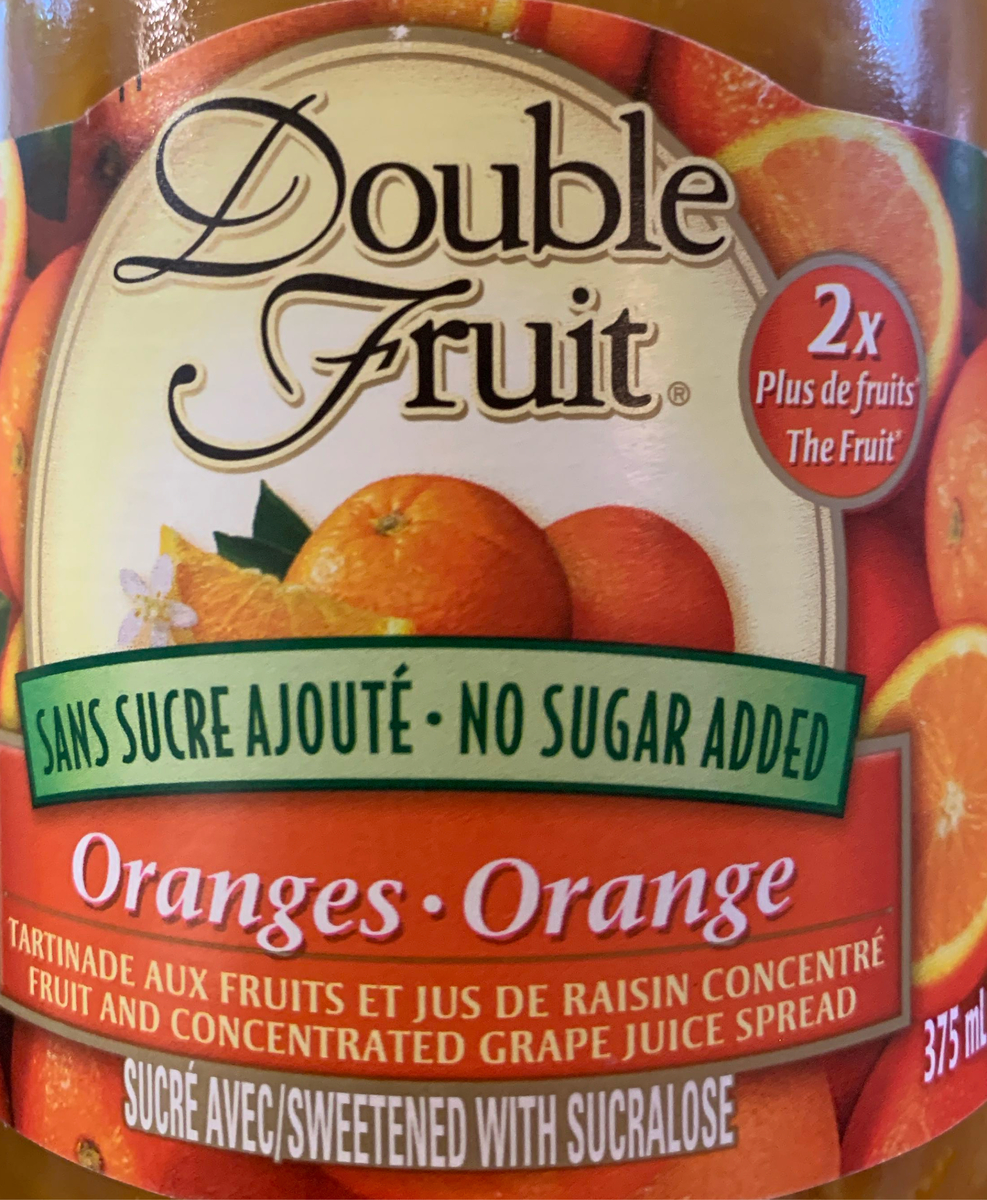 Double
Fruit®
2x
Plus de fruits*
The Fruit*
SANS SUCRE AJOUTÉ · NO SUGAR ADDED
Oranges · Orange
TARTINADE AUX FRUITS ET JUS DE RAISIN CONCENTRÉ
FRUIT AND CONCENTRATED GRAPE JUICE SPREAD
375 mL
SUCRÉ AVEC/SWEETENED WITH SUCRALOSE